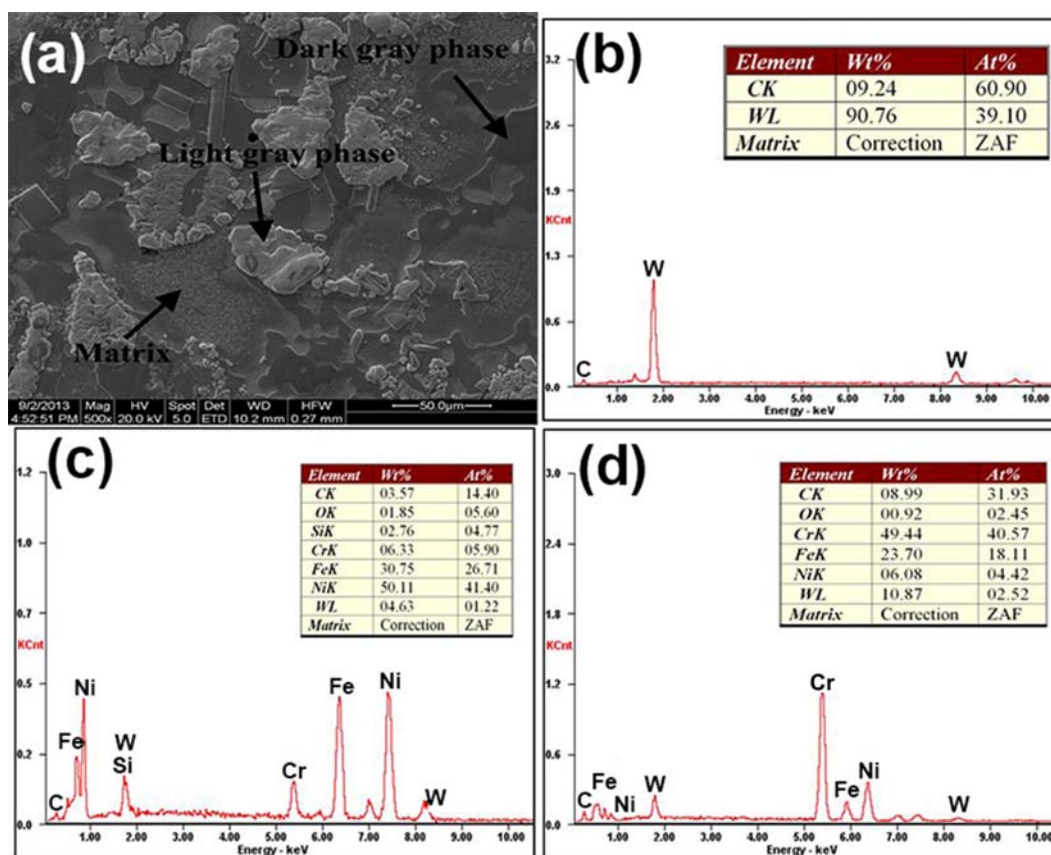 (a)
Dark gray phase
Light gray phase
Matrix
9/2/2013 Mag HV Spot Det WD HFW
4:52:51 PM 500x 20.0 kV 5.0 ETD 10.2 mm 0.27 mm
50.0µm
(b)
Element Wt% At%
CK 09.24 60.90
WL 90.76 39.10
Matrix Correction ZAF
3.2
2.6
1.9
KCnt
1.3
0.6
0.0
C W W
1.00 2.00 3.00 4.00 5.00 6.00 7.00 8.00 9.00 10.00
Energy - keV
(c)
Element Wt% At%
CK 03.57 14.40
OK 01.85 05.60
SiK 02.76 04.77
CrK 06.33 05.90
FeK 30.75 26.71
NiK 50.11 41.40
WL 04.63 01.22
Matrix Correction ZAF
1.2
1.0
0.7
KCnt
0.5
0.2
0.0
C Fe Ni W Si Cr Fe Ni W
1.00 2.00 3.00 4.00 5.00 6.00 7.00 8.00 9.00 10.00
Energy - keV
(d)
Element Wt% At%
CK 08.99 31.93
OK 00.92 02.45
CrK 49.44 40.57
FeK 23.70 18.11
NiK 06.08 04.42
WL 10.87 02.52
Matrix Correction ZAF
3.0
2.4
1.8
KCnt
1.2
0.6
0.0
C Fe Ni W Cr Fe Ni W
1.00 2.00 3.00 4.00 5.00 6.00 7.00 8.00 9.00 10.00
Energy - keV